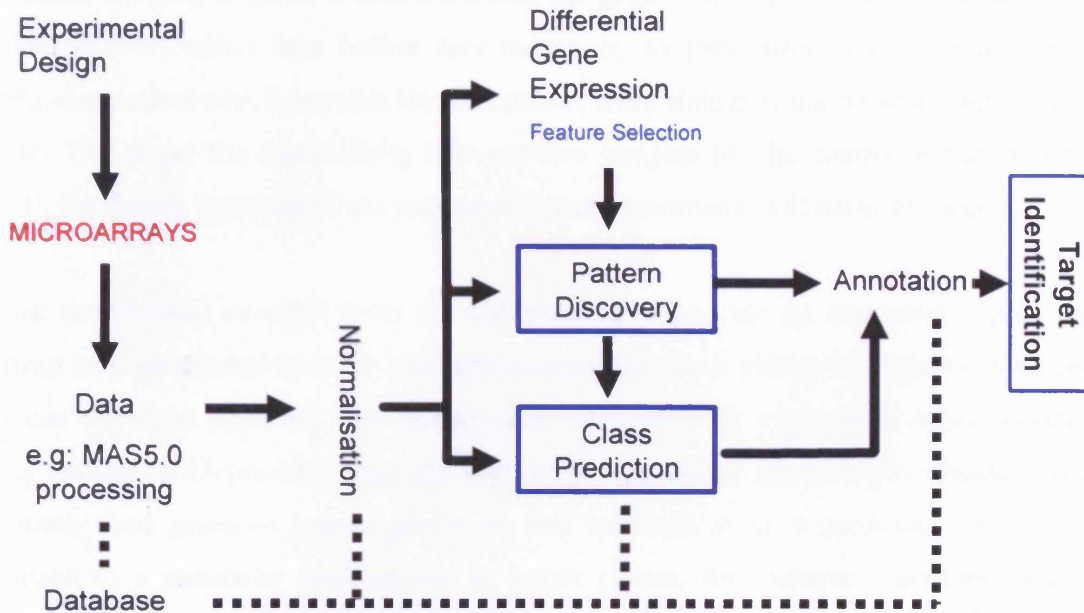 Experimental
Design
MICROARRAYS
Data
e.g: MAS5.0
processing
Database
Normalisation
Differential
Gene
Expression
Feature Selection
Pattern
Discovery
Class
Prediction
Annotation
Target
Identification